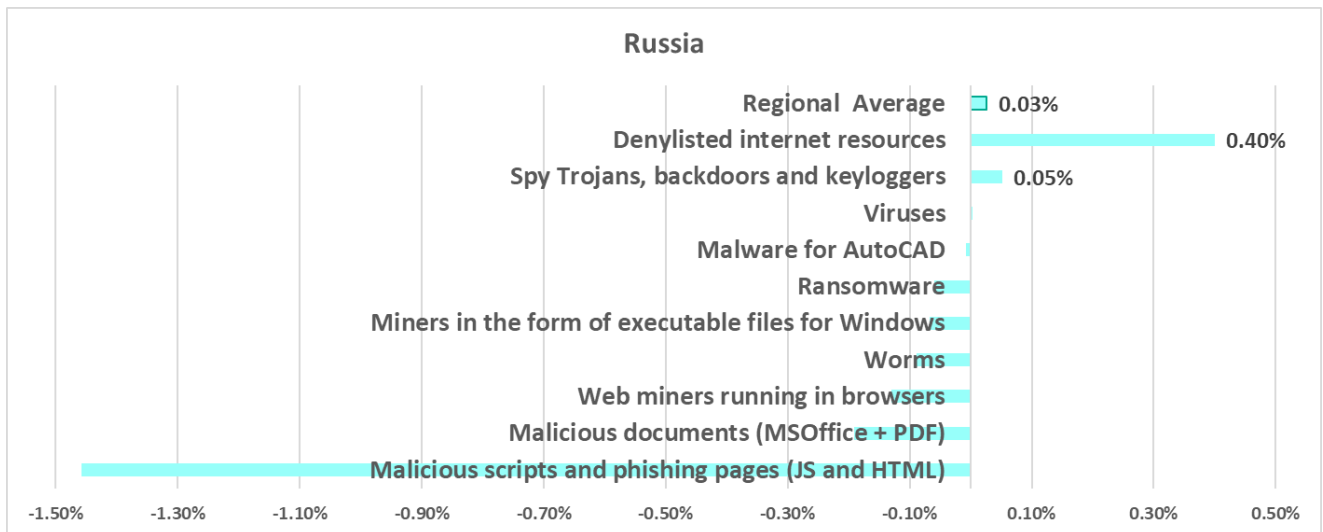 Russia
Regional  Average
0.03%
Denylisted internet resources
0.40%
Spy Trojans, backdoors and keyloggers
0.05%
Viruses
Malware for AutoCAD
Ransomware
Miners in the form of executable files for Windows
Worms
Web miners running in browsers
Malicious documents (MSOffice + PDF)
Malicious scripts and phishing pages (JS and HTML)
-1.50% -1.30% -1.10% -0.90% -0.70% -0.50% -0.30% -0.10% 0.10% 0.30% 0.50%